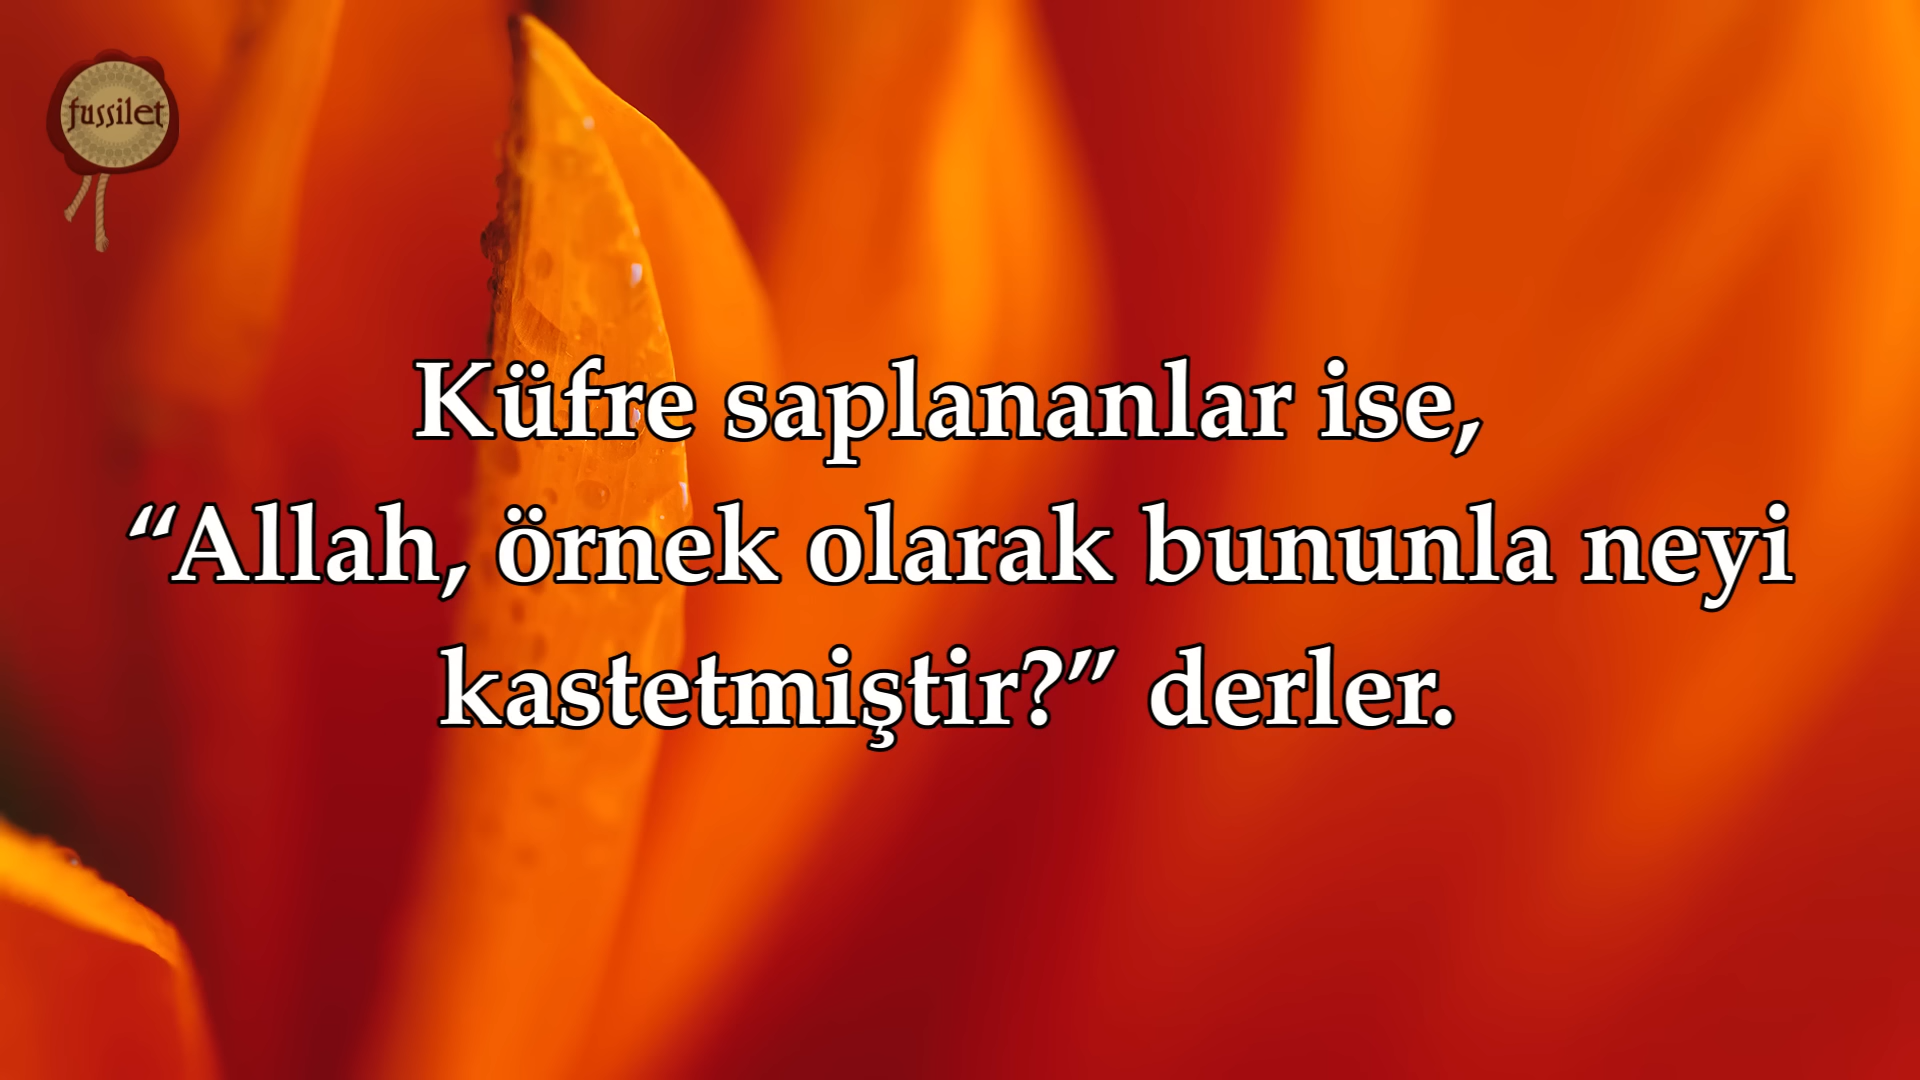 fussilet
Küfre saplananlar ise,
“Allah, örnek olarak bununla neyi
kastetmiştir?” derler.